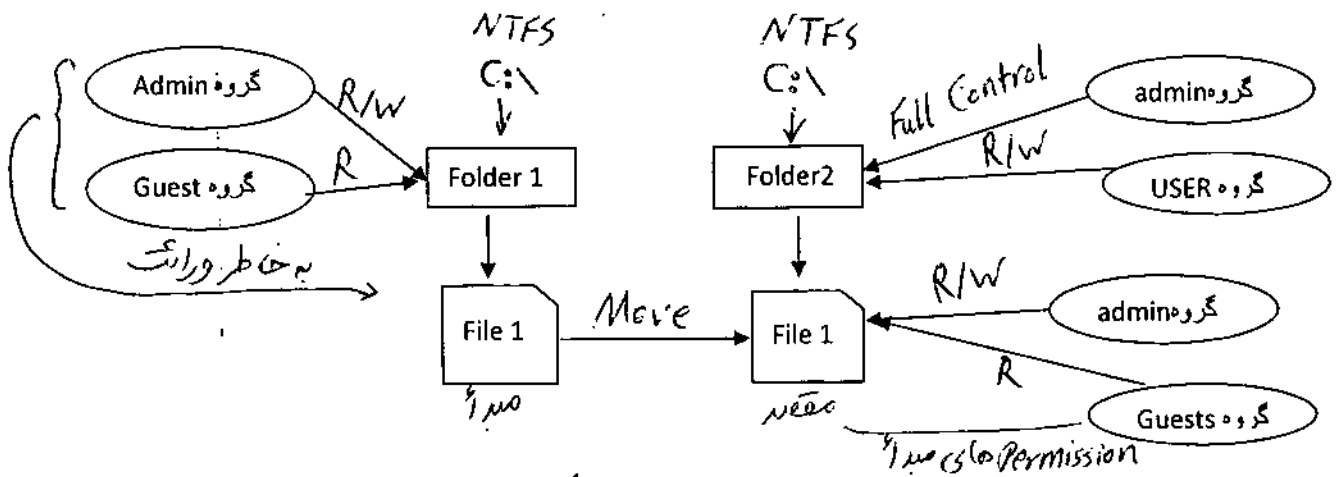 NTFS
NTFS
C:\
C:\
گروه Admin
R/W
Full Control
گروه admin
گروه Guest
R
Folder 1
Folder2
R/W
گروه USER
به خاطر وراثت
File 1
Move
File 1
R/W
گروه admin
R
گروه Guests
مبدأ
مقصد
Permission های مبدأ